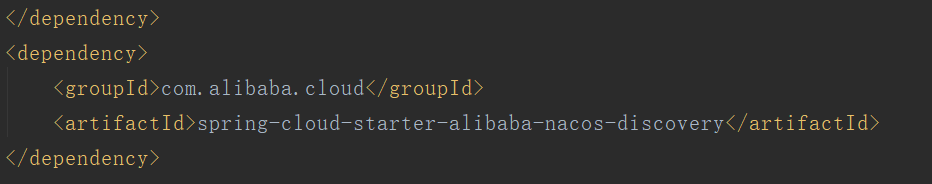 </dependency>
<dependency>
    <groupId>com.alibaba.cloud</groupId>
    <artifactId>spring-cloud-starter-alibaba-nacos-discovery</artifactId>
</dependency>